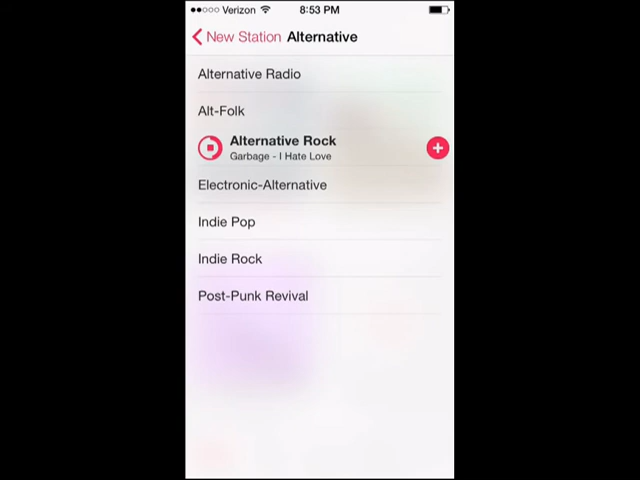 Verizon 8:53 PM
New Station Alternative
Alternative Radio
Alt-Folk
Alternative Rock
Garbage - I Hate Love
Electronic-Alternative
Indie Pop
Indie Rock
Post-Punk Revival